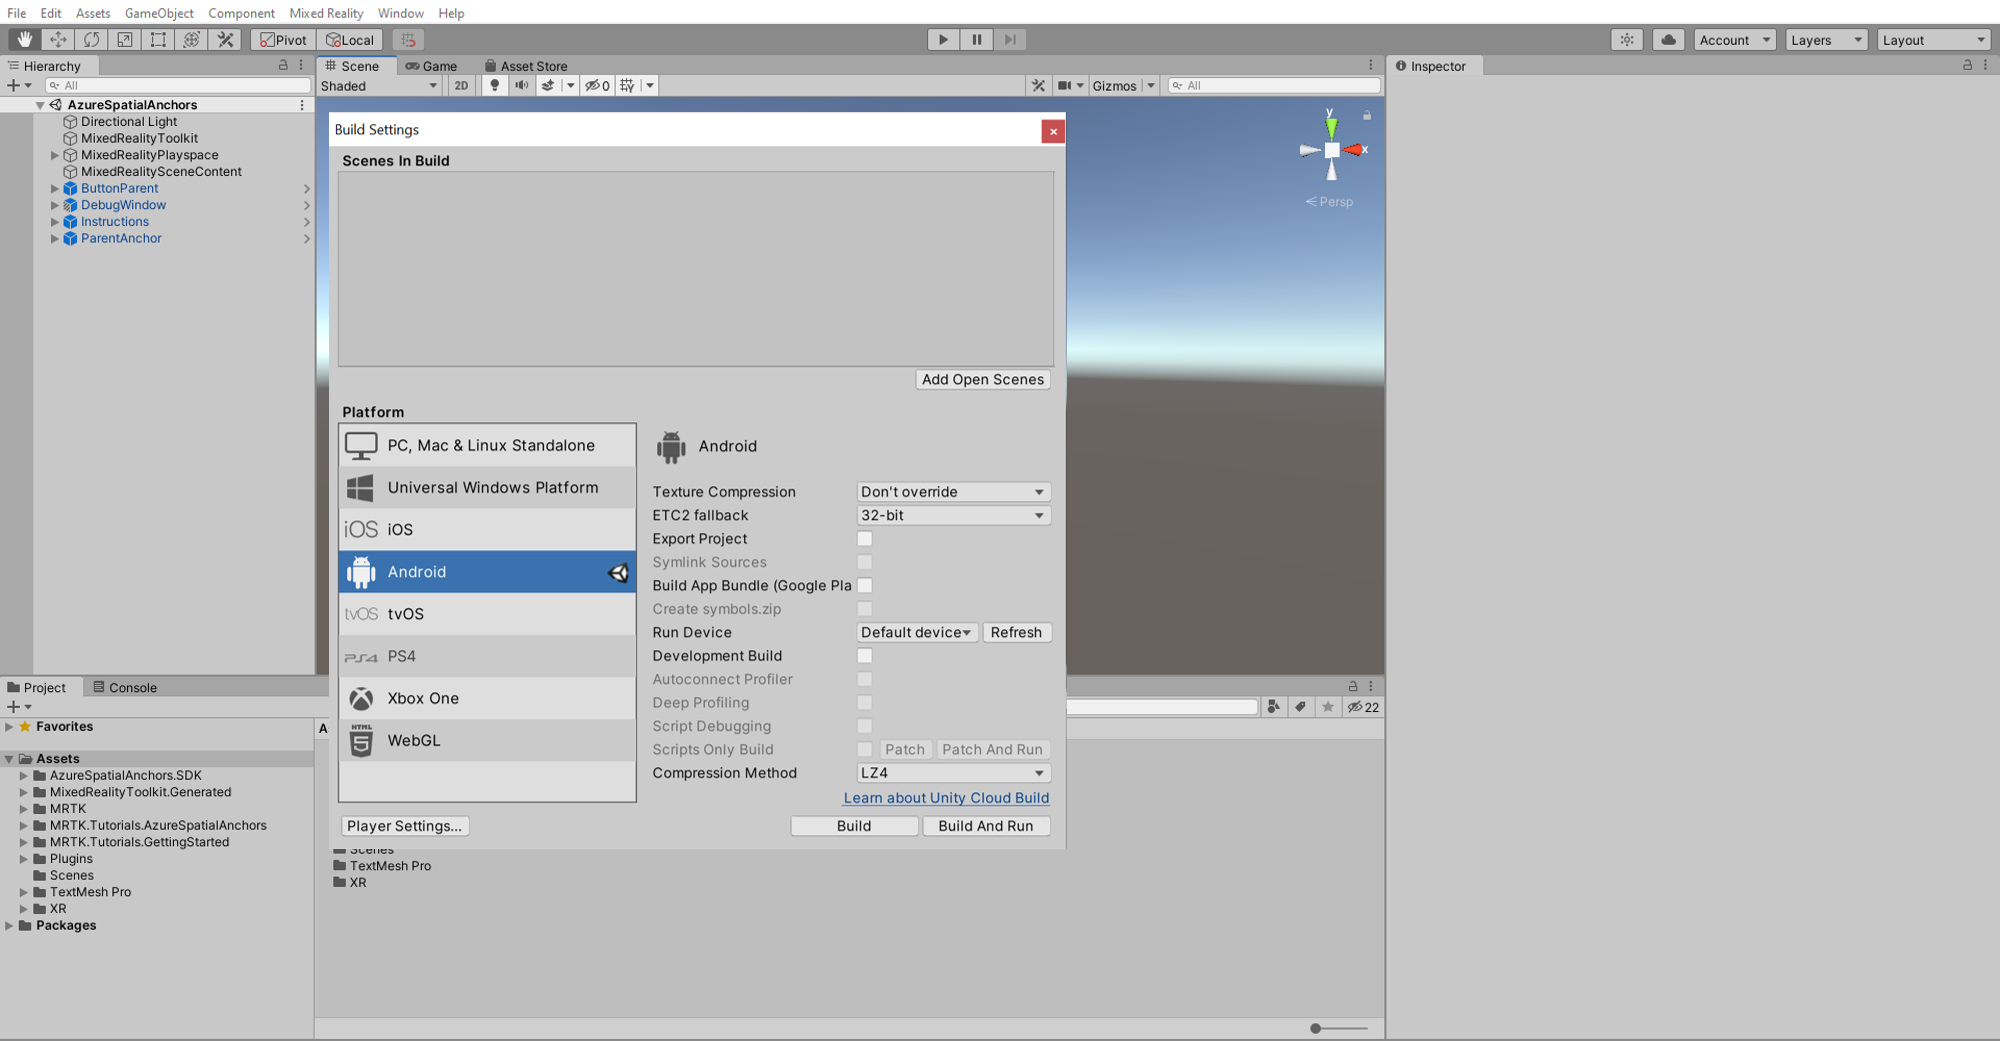 File Edit Assets GameObject Component Mixed Reality Window Help
Pivot Local Account Layers Layout
Hierarchy
All
AzureSpatialAnchors
Directional Light
MixedRealityToolkit
MixedRealityPlayspace
MixedRealitySceneContent
ButtonParent
DebugWindow
Instructions
ParentAnchor
Scene Game Asset Store
Shaded 2D 0 Gizmos All
y
x
Persp
Inspector
Build Settings
Scenes In Build
Add Open Scenes
Platform
PC, Mac & Linux Standalone
Universal Windows Platform
iOS iOS
Android
tvOS tvOS
PS4 PS4
Xbox One
HTML 5 WebGL
Android
Texture Compression Don't override
ETC2 fallback 32-bit
Export Project
Symlink Sources
Build App Bundle (Google Pla
Create symbols.zip
Run Device Default device Refresh
Development Build
Autoconnect Profiler
Deep Profiling
Script Debugging
Scripts Only Build Patch Patch And Run
Compression Method LZ4
Learn about Unity Cloud Build
Player Settings... Build Build And Run
Project Console
22
Favorites
Assets
AzureSpatialAnchors.SDK
MixedRealityToolkit.Generated
MRTK
MRTK.Tutorials.AzureSpatialAnchors
MRTK.Tutorials.GettingStarted
Plugins
Scenes
TextMesh Pro
XR
Packages
A
Scenes
TextMesh Pro
XR